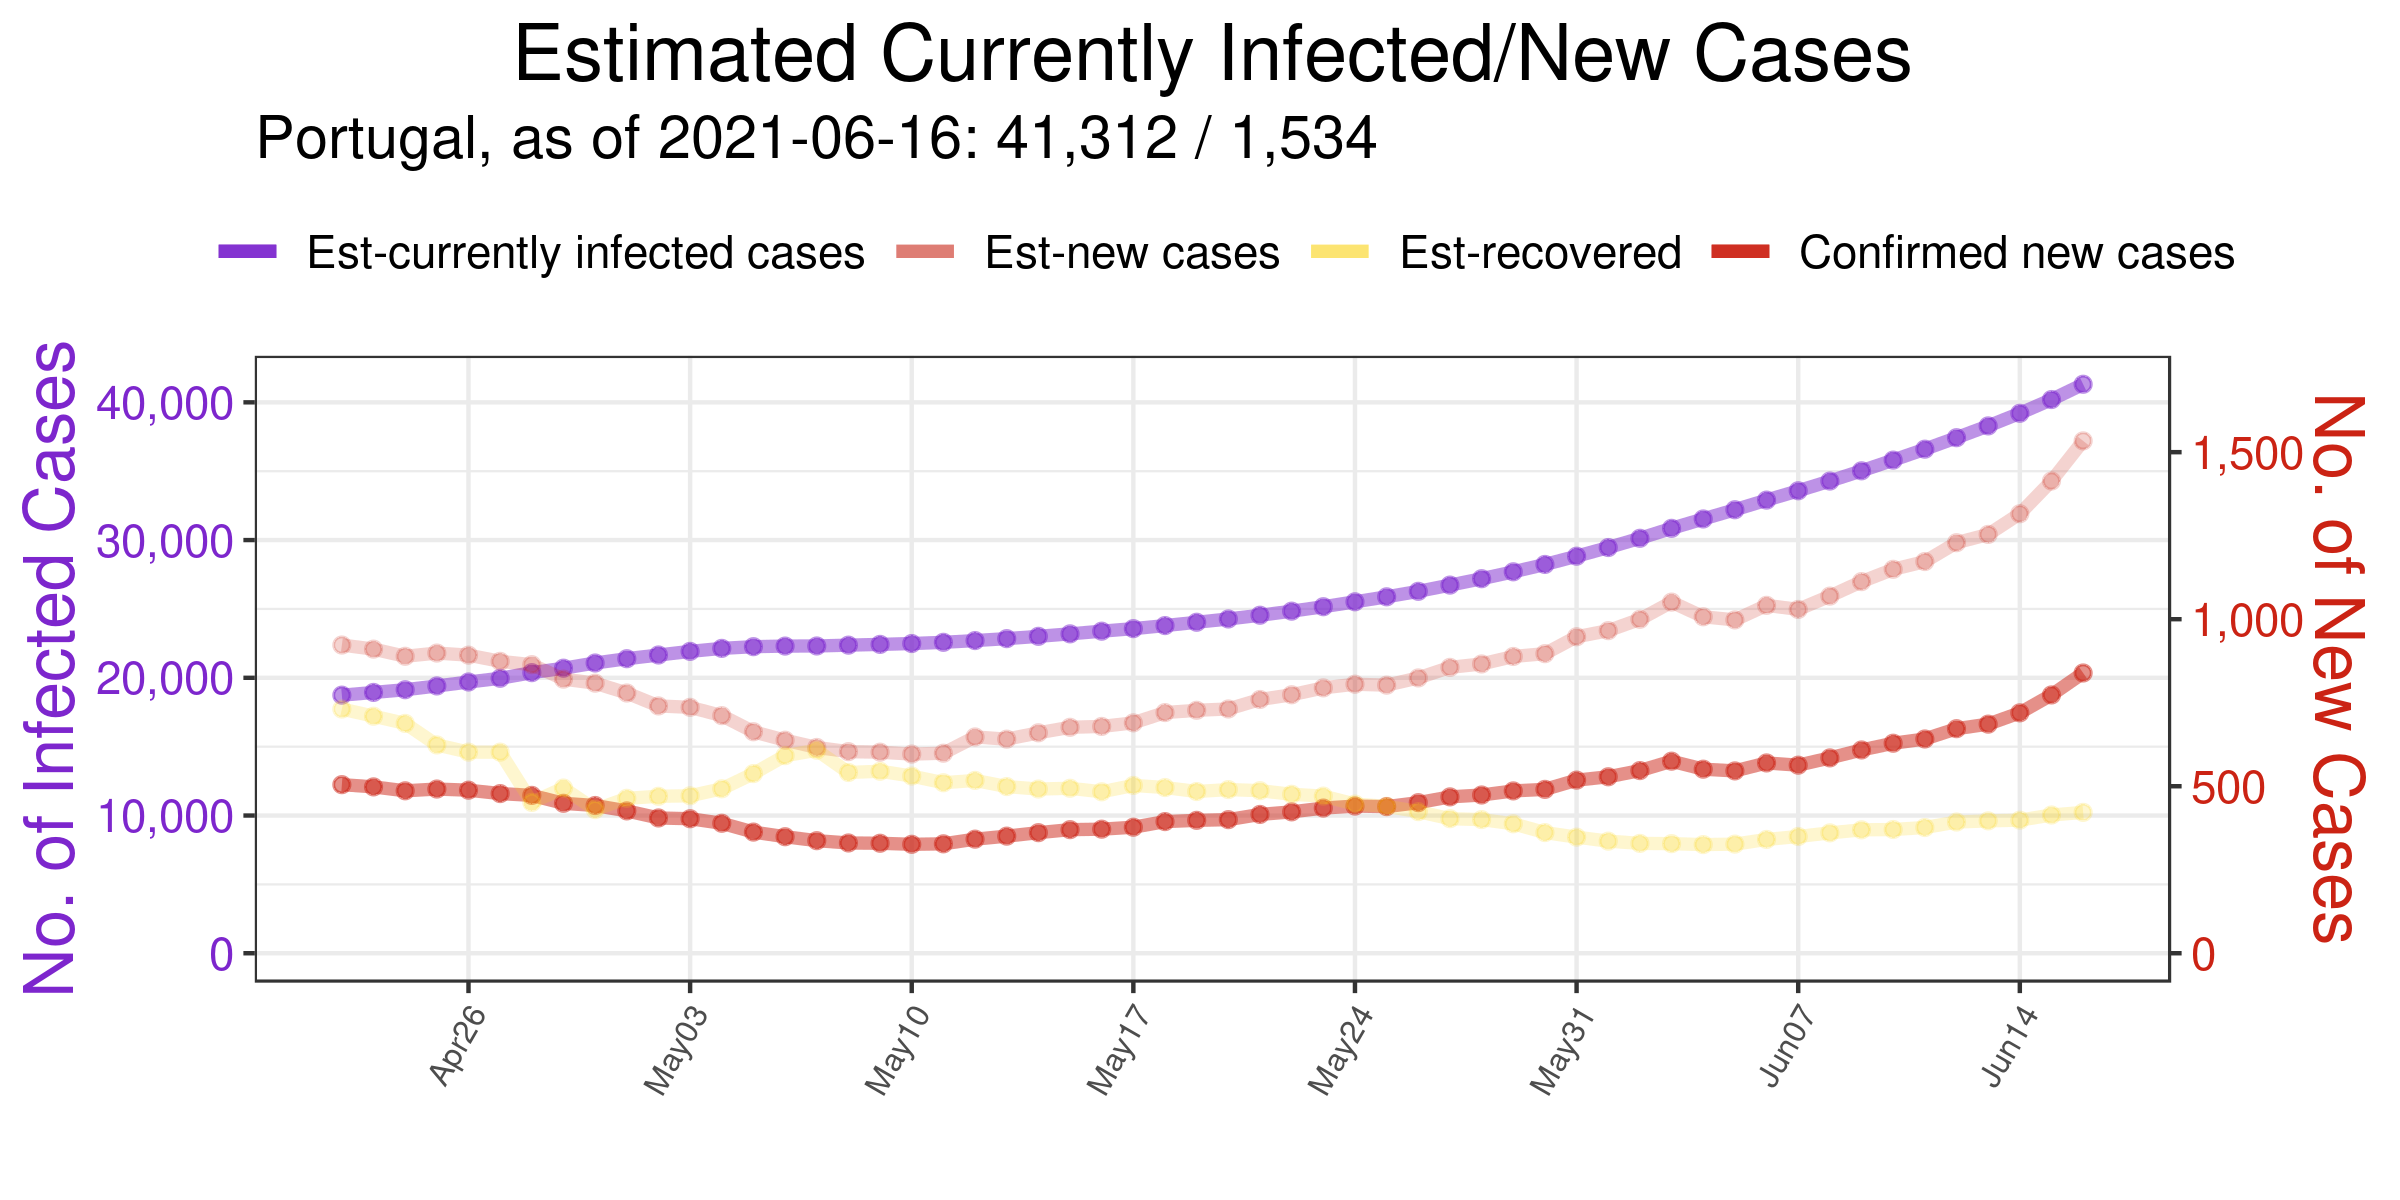 Estimated Currently Infected/New Cases
Portugal, as of 2021-06-16: 41,312 / 1,534
Est-currently infected cases Est-new cases Est-recovered Confirmed new cases
No. of Infected Cases
40,000
30,000
20,000
10,000
0
1,500
1,000
500
0
No. of New Cases
Apr26 May03 May10 May17 May24 May31 Jun07 Jun14